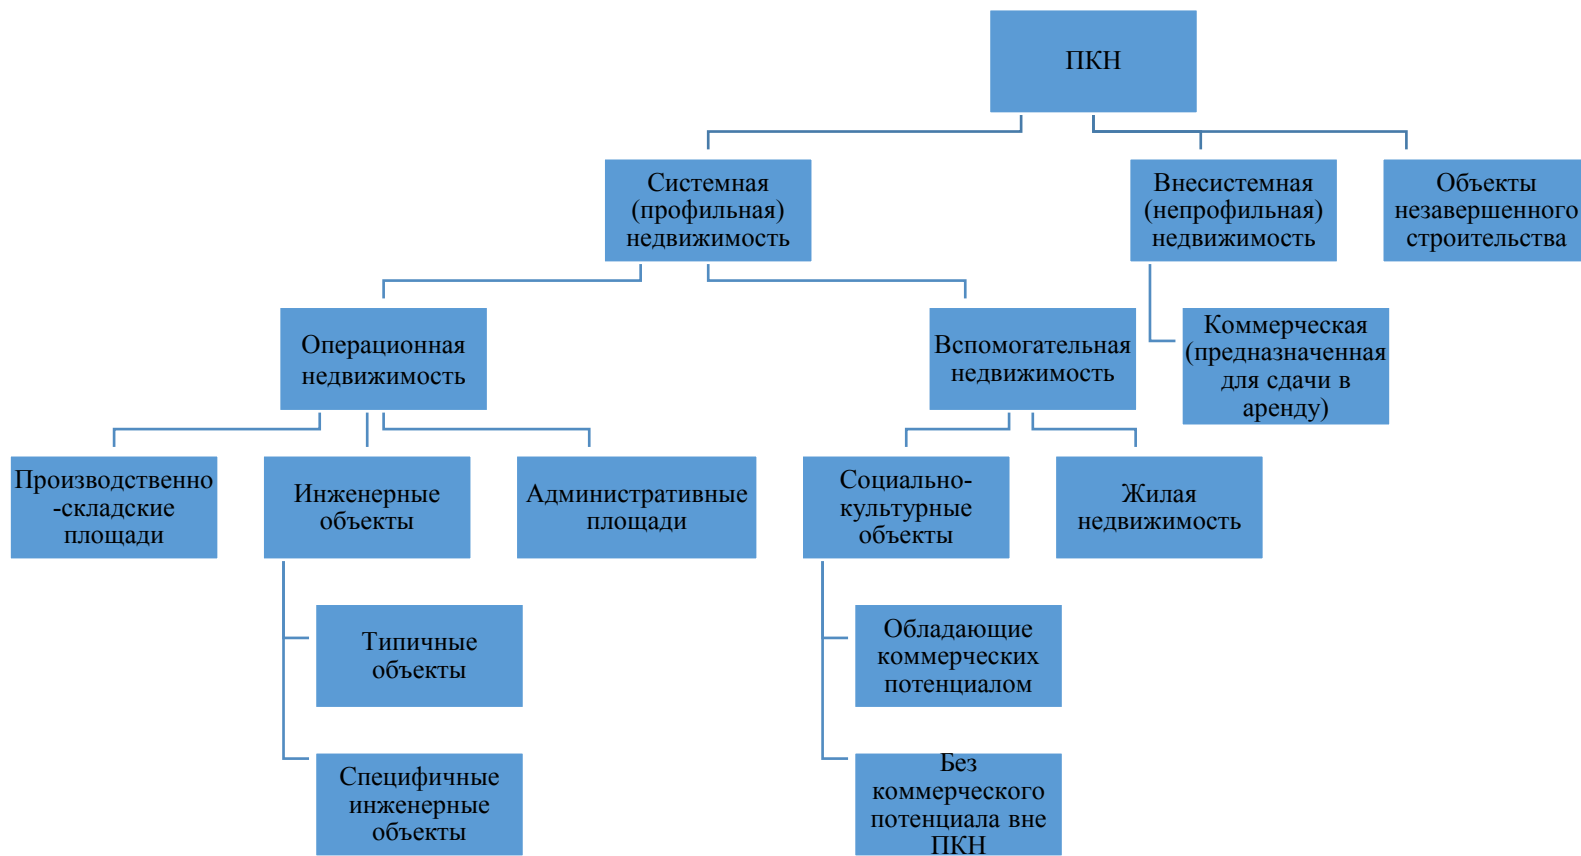 ПКН
Системная
(профильная)
недвижимость
Внесистемная
(непрофильная)
недвижимость
Объекты
незавершенного
строительства
Операционная
недвижимость
Вспомогательная
недвижимость
Коммерческая
(предназначенная
для сдачи в
аренду)
Производственно
-складские
площади
Инженерные
объекты
Административные
площади
Социально-
культурные
объекты
Жилая
недвижимость
Типичные
объекты
Обладающие
коммерческих
потенциалом
Специфичные
инженерные
объекты
Без
коммерческого
потенциала вне
ПКН